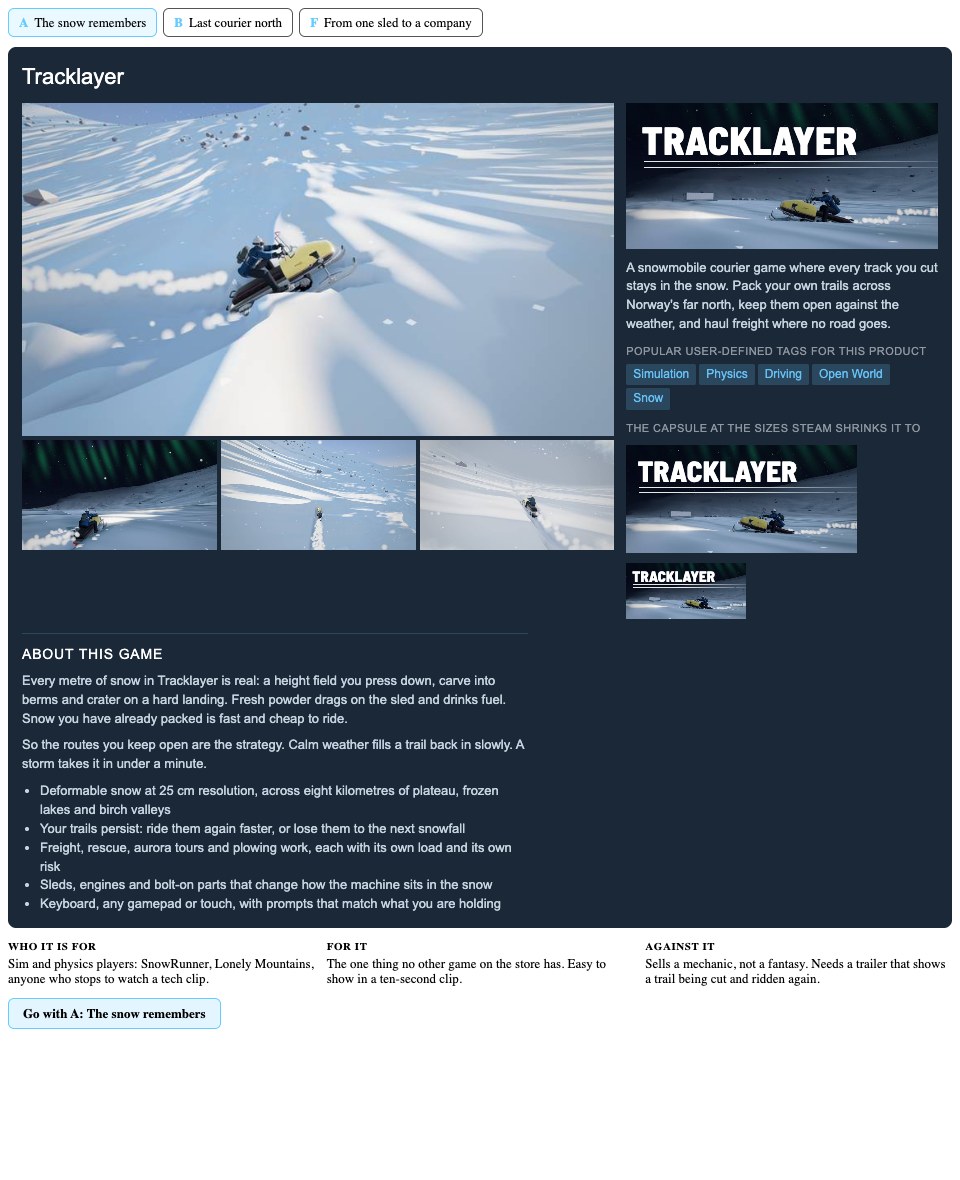 A The snow remembers
B Last courier north
F From one sled to a company
Tracklayer
TRACKLAYER
A snowmobile courier game where every track you cut
stays in the snow. Pack your own trails across
Norway's far north, keep them open against the
weather, and haul freight where no road goes.
POPULAR USER-DEFINED TAGS FOR THIS PRODUCT
Simulation Physics Driving Open World
Snow
THE CAPSULE AT THE SIZES STEAM SHRINKS IT TO
TRACKLAYER
TRACKLAYER
ABOUT THIS GAME
Every metre of snow in Tracklayer is real: a height field you press down, carve into
berms and crater on a hard landing. Fresh powder drags on the sled and drinks fuel.
Snow you have already packed is fast and cheap to ride.
So the routes you keep open are the strategy. Calm weather fills a trail back in slowly. A
storm takes it in under a minute.
• Deformable snow at 25 cm resolution, across eight kilometres of plateau, frozen
lakes and birch valleys
• Your trails persist: ride them again faster, or lose them to the next snowfall
• Freight, rescue, aurora tours and plowing work, each with its own load and its own
risk
• Sleds, engines and bolt-on parts that change how the machine sits in the snow
• Keyboard, any gamepad or touch, with prompts that match what you are holding
WHO IT IS FOR
Sim and physics players: SnowRunner, Lonely Mountains,
anyone who stops to watch a tech clip.
FOR IT
The one thing no other game on the store has. Easy to
show in a ten-second clip.
AGAINST IT
Sells a mechanic, not a fantasy. Needs a trailer that shows
a trail being cut and ridden again.
Go with A: The snow remembers